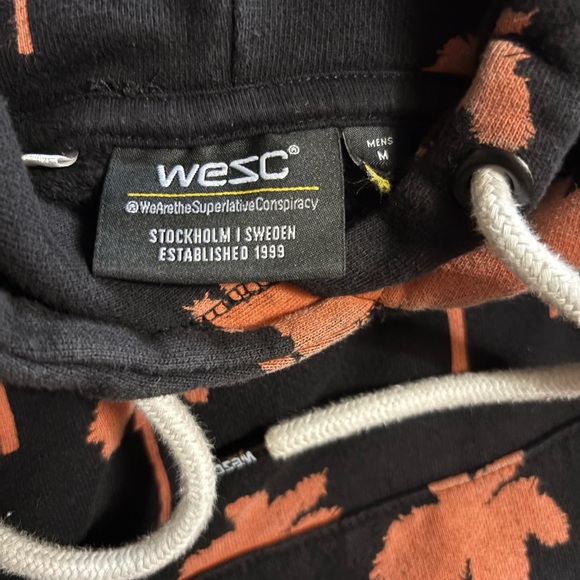 wesc®
®WeAretheSuperlativeConspiracy
STOCKHOLM | SWEDEN
ESTABLISHED 1999
MENS
M